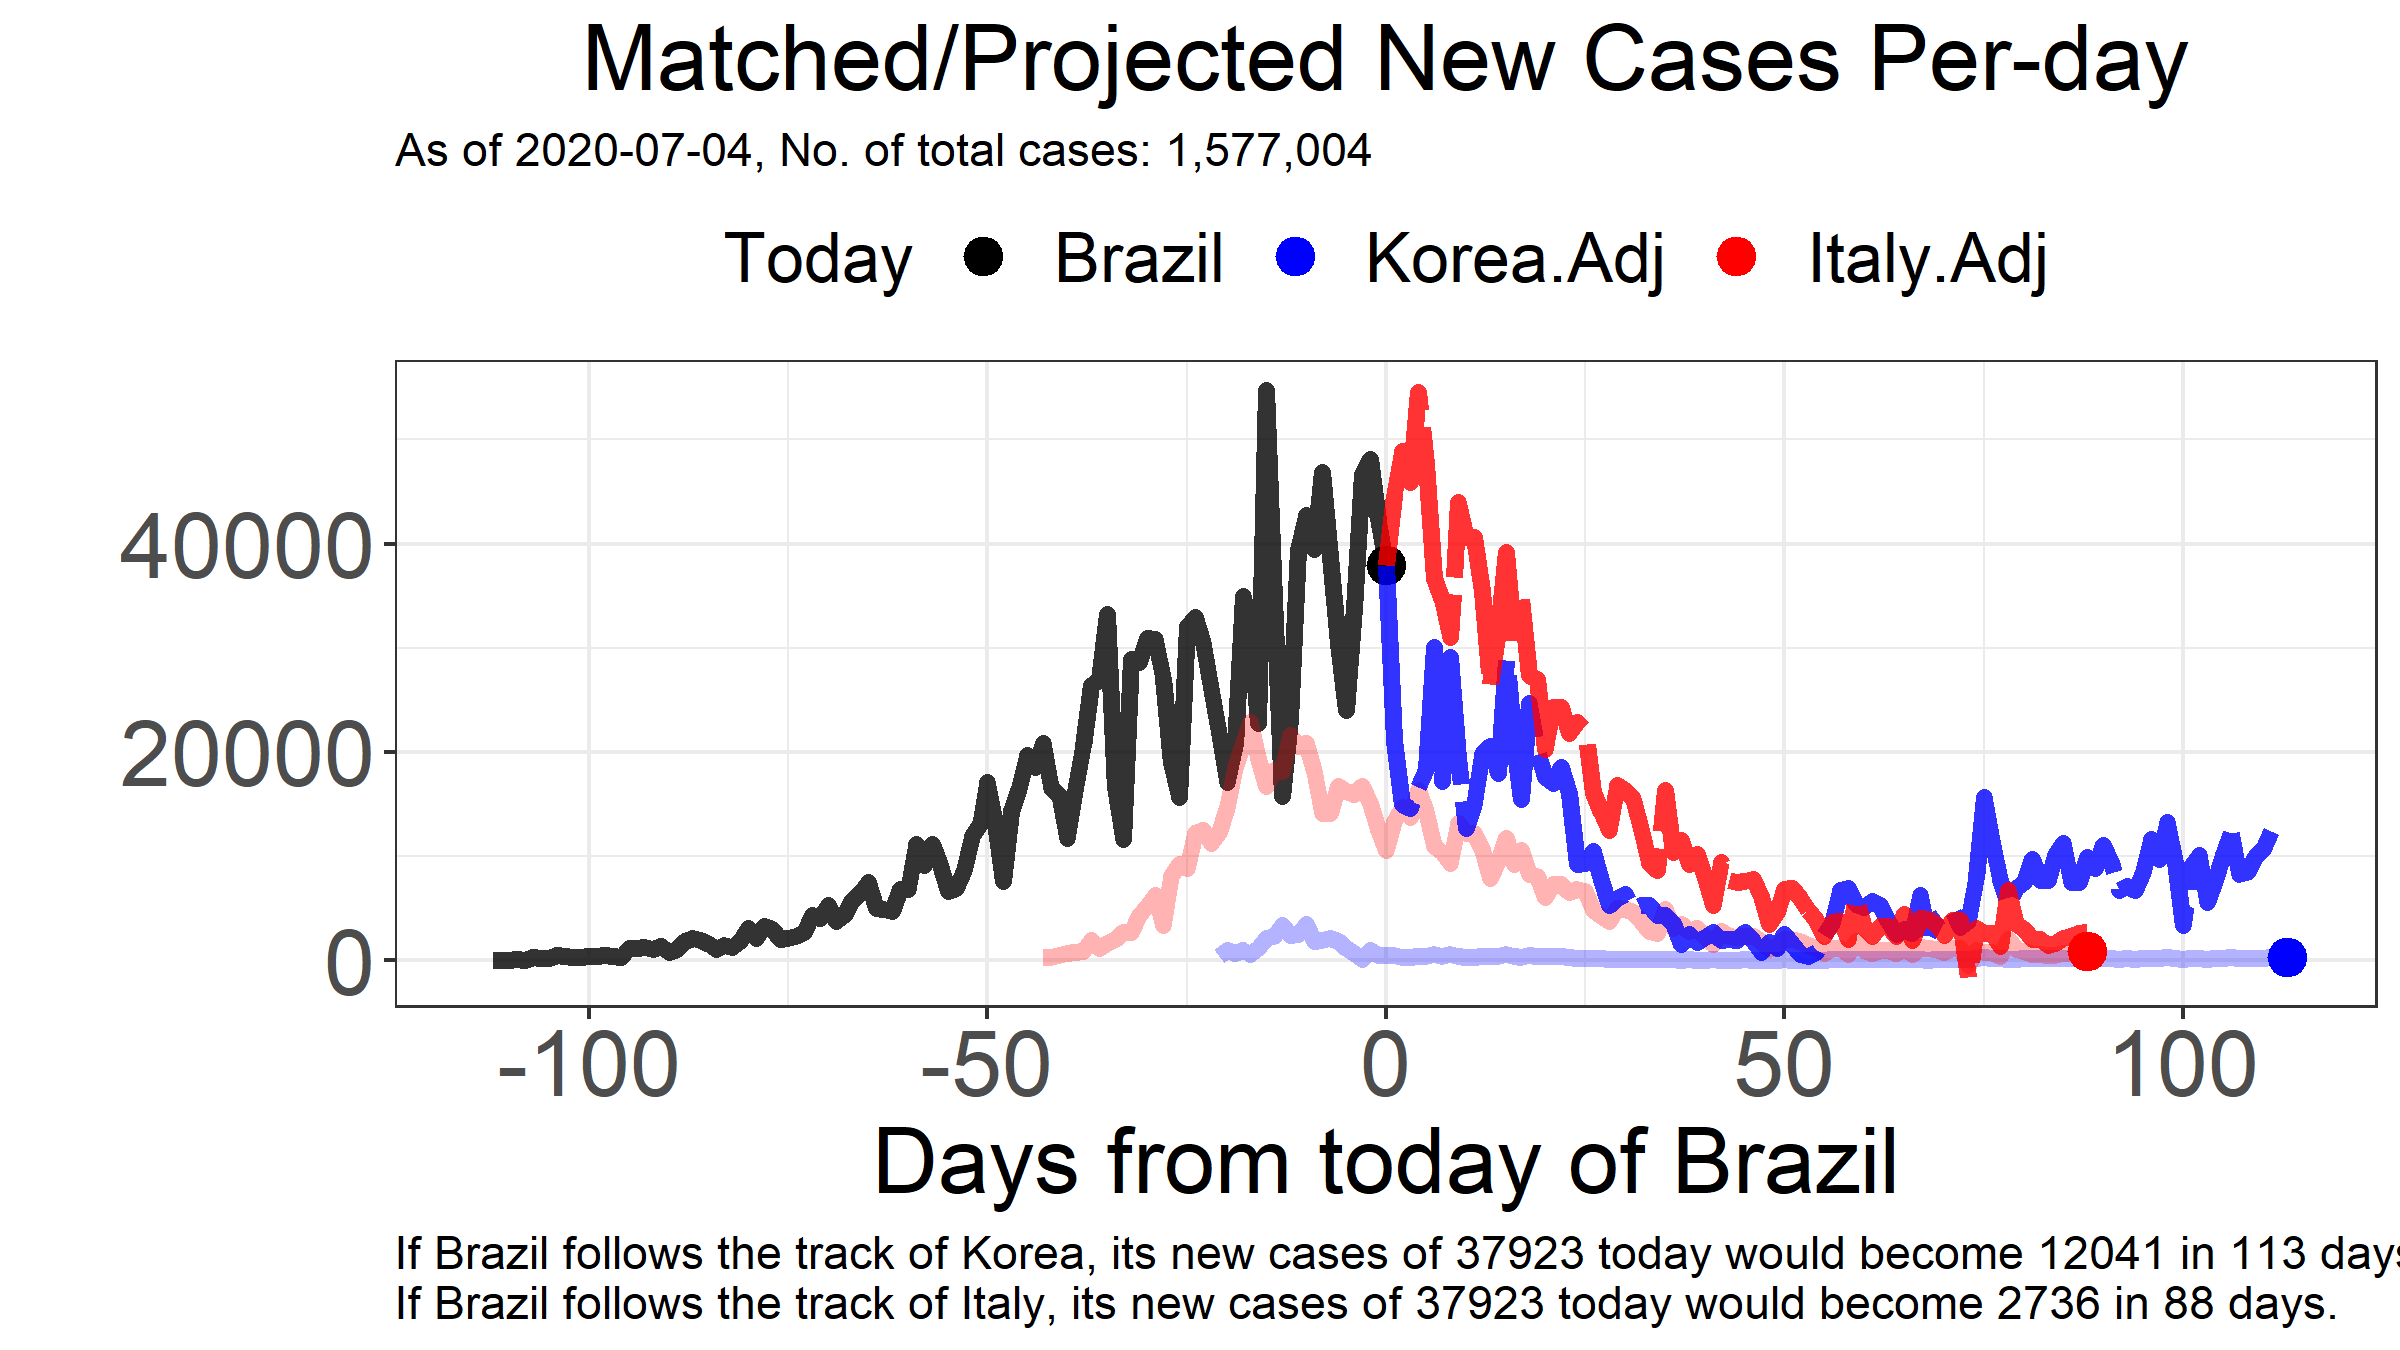 Matched/Projected New Cases Per-day
As of 2020-07-04, No. of total cases: 1,577,004
Today Brazil Korea.Adj Italy.Adj
40000
20000
0
-100 -50 0 50 100
Days from today of Brazil
If Brazil follows the track of Korea, its new cases of 37923 today would become 12041 in 113 days
If Brazil follows the track of Italy, its new cases of 37923 today would become 2736 in 88 days.